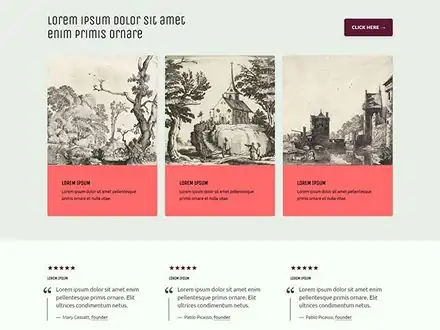 Lorem ipsum dolor sit amet
enim primis ornare
CLICK HERE →
LOREM IPSUM
Lorem ipsum dolor sit amet pellentesque
primis ornare et nulla vitae.
LOREM IPSUM
Lorem ipsum dolor sit amet pellentesque
primis ornare et nulla vitae.
LOREM IPSUM
Lorem ipsum dolor sit amet pellentesque
primis ornare et nulla vitae.
★★★★★
LOREM IPSUM
“ Lorem ipsum dolor sit amet enim
pellentesque primis ornare. Elit
ultrices condimentum netus.
— Mary Cassatt, founder
★★★★★
LOREM IPSUM
“ Lorem ipsum dolor sit amet enim
pellentesque primis ornare. Elit
ultrices condimentum netus.
— Pablo Picasso, founder
★★★★★
LOREM IPSUM
“ Lorem ipsum dolor sit amet enim
pellentesque primis ornare. Elit
ultrices condimentum netus.
— Pablo Picasso, founder